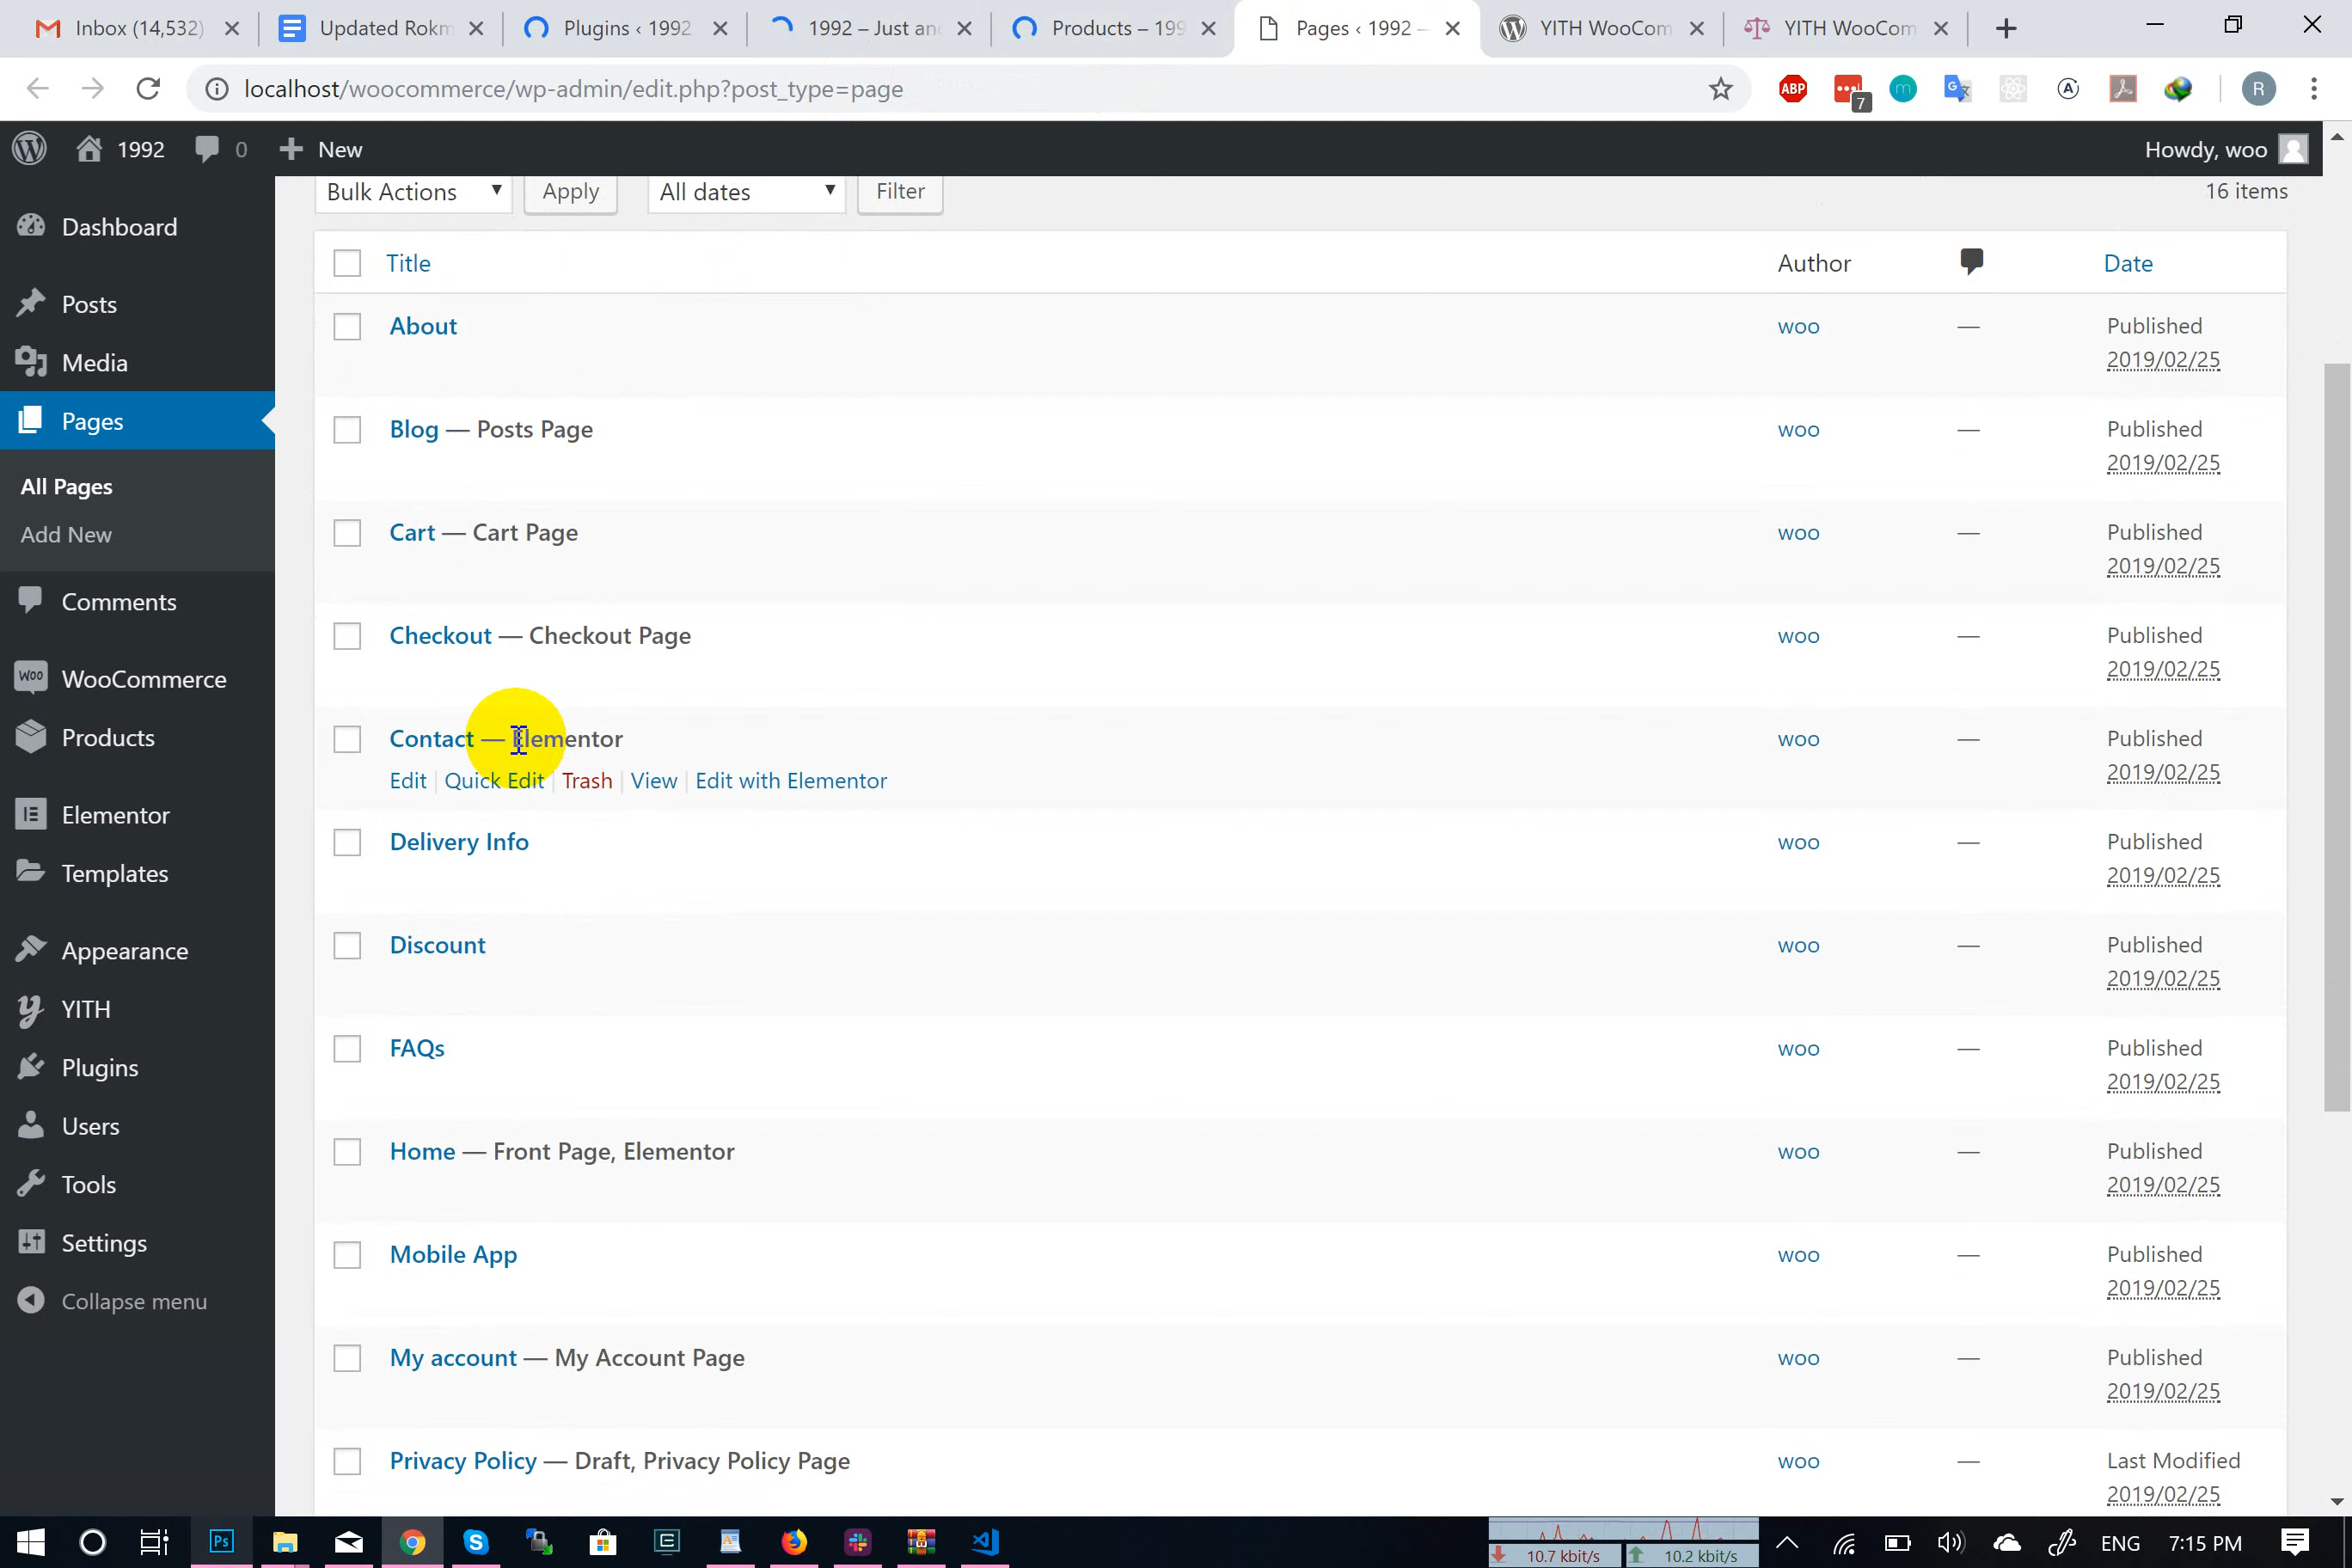 Inbox (14,532)
Updated Rokm
Plugins ‹ 1992
1992 – Just an
Products – 199
Pages ‹ 1992 –
YITH WooCom
YITH WooCom
localhost/woocommerce/wp-admin/edit.php?post_type=page
ABP
7
R
1992
0
New
Howdy, woo
Dashboard
Posts
Media
Pages
All Pages
Add New
Comments
WooCommerce
Products
Elementor
Templates
Appearance
YITH
Plugins
Users
Tools
Settings
Collapse menu
Bulk Actions
Apply
All dates
Filter
16 items
Title Author Date
About woo — Published
2019/02/25
Blog — Posts Page woo — Published
2019/02/25
Cart — Cart Page woo — Published
2019/02/25
Checkout — Checkout Page woo — Published
2019/02/25
Contact — Elementor woo — Published
2019/02/25
Edit | Quick Edit | Trash | View | Edit with Elementor
Delivery Info woo — Published
2019/02/25
Discount woo — Published
2019/02/25
FAQs woo — Published
2019/02/25
Home — Front Page, Elementor woo — Published
2019/02/25
Mobile App woo — Published
2019/02/25
My account — My Account Page woo — Published
2019/02/25
Privacy Policy — Draft, Privacy Policy Page woo — Last Modified
2019/02/25
Ps
10.7 kbit/s
10.2 kbit/s
ENG
7:15 PM